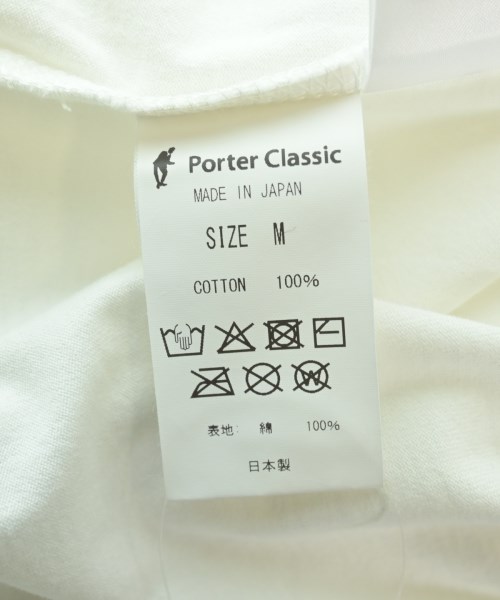 Porter Classic
MADE IN JAPAN
SIZE M
COTTON 100%
W
表地: 綿 100%
日本製